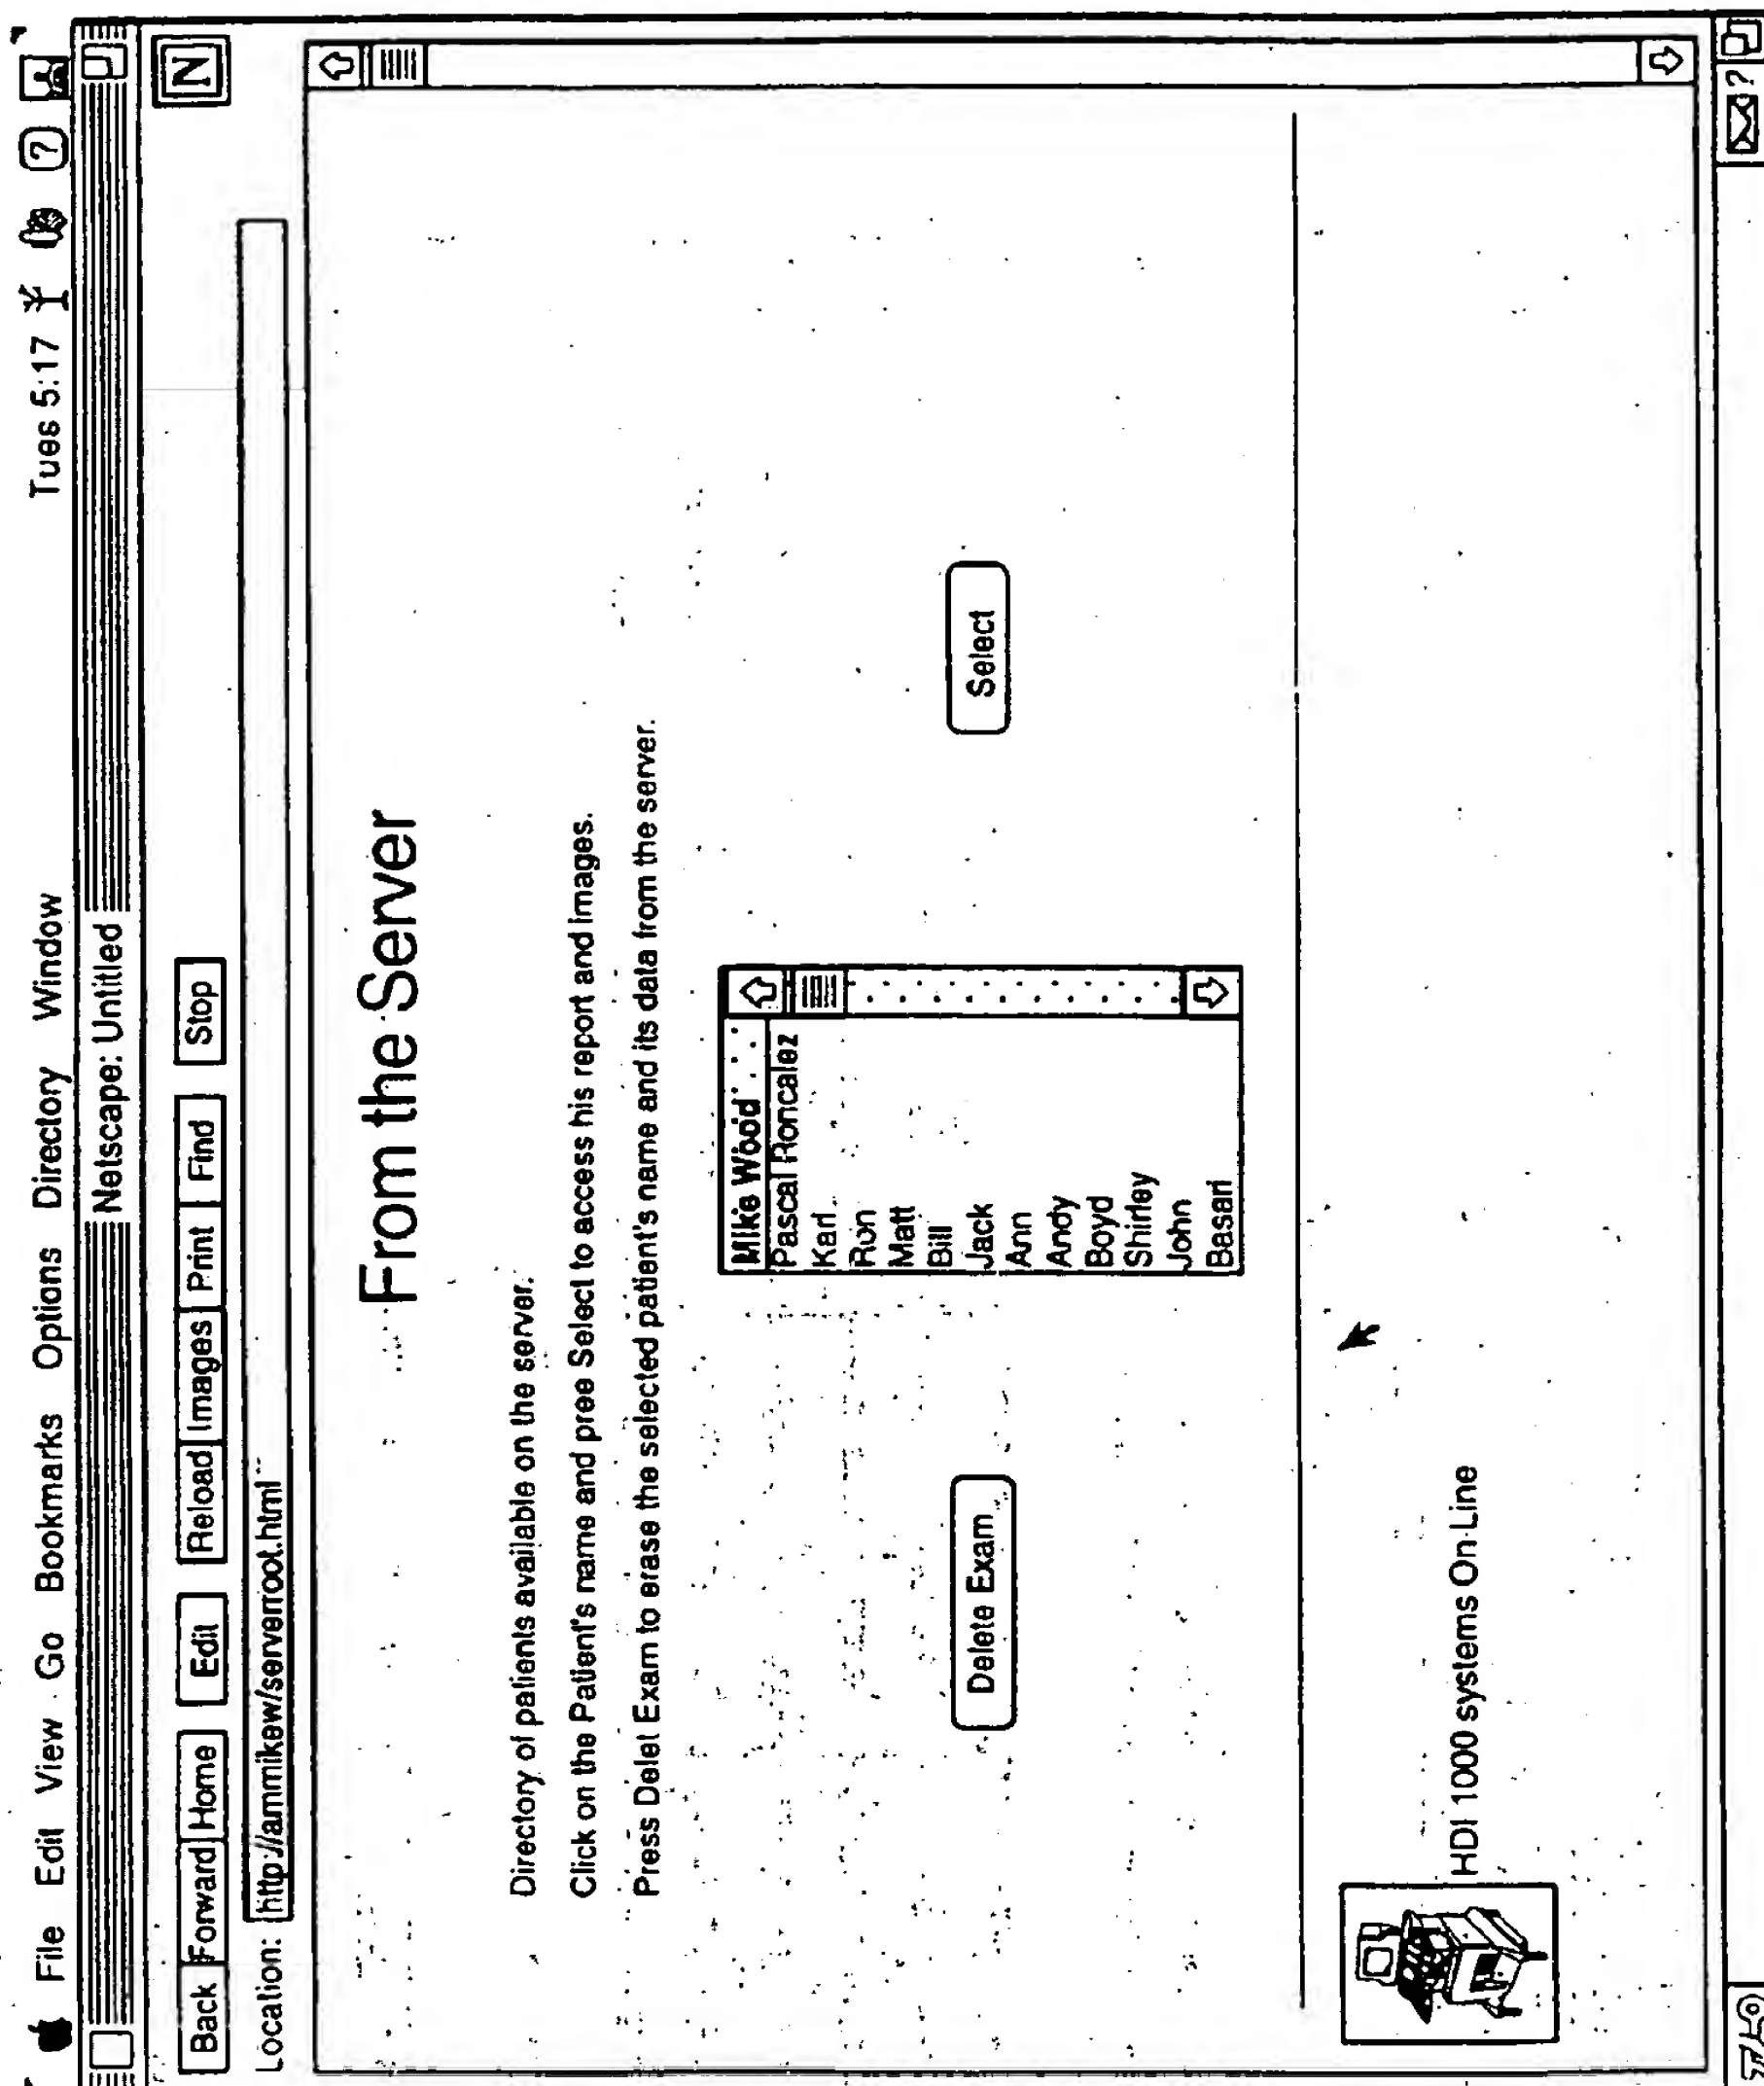 File Edit View Go Bookmarks Options Directory Window Tues 5:17 ?
Netscape: Untitled
Back Forward Home Edit Reload Images Print Find Stop N
Location: http://ammikew/serverroot.html
From the Server
Directory of patients available on the server.
Click on the Patient's name and pree Select to access his report and images.
Press Delet Exam to erase the selected patient's name and its data from the server.
Mike Wood
Pascal Roncalez
Karl
Ron
Matt
Bill
Jack
Ann
Andy
Boyd
Shirley
John
Basari
Delete Exam
Select
HDI 1000 systems On-Line
?